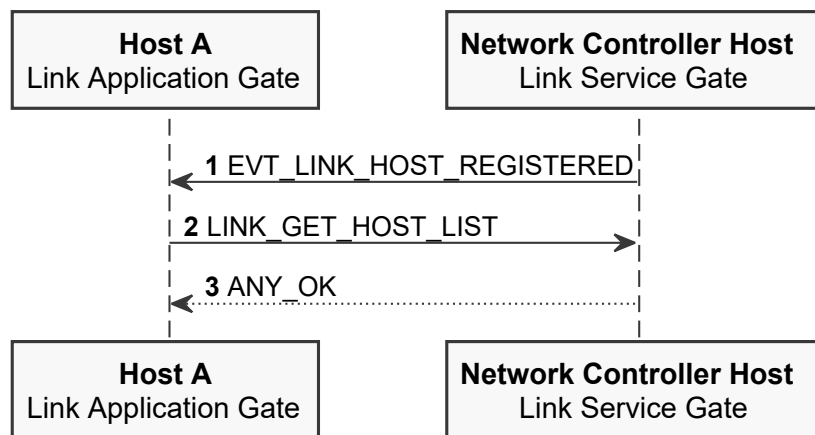 Host A
Link Application Gate
Network Controller Host
Link Service Gate
1 EVT_LINK_HOST_REGISTERED
2 LINK_GET_HOST_LIST
3 ANY_OK
Host A
Link Application Gate
Network Controller Host
Link Service Gate